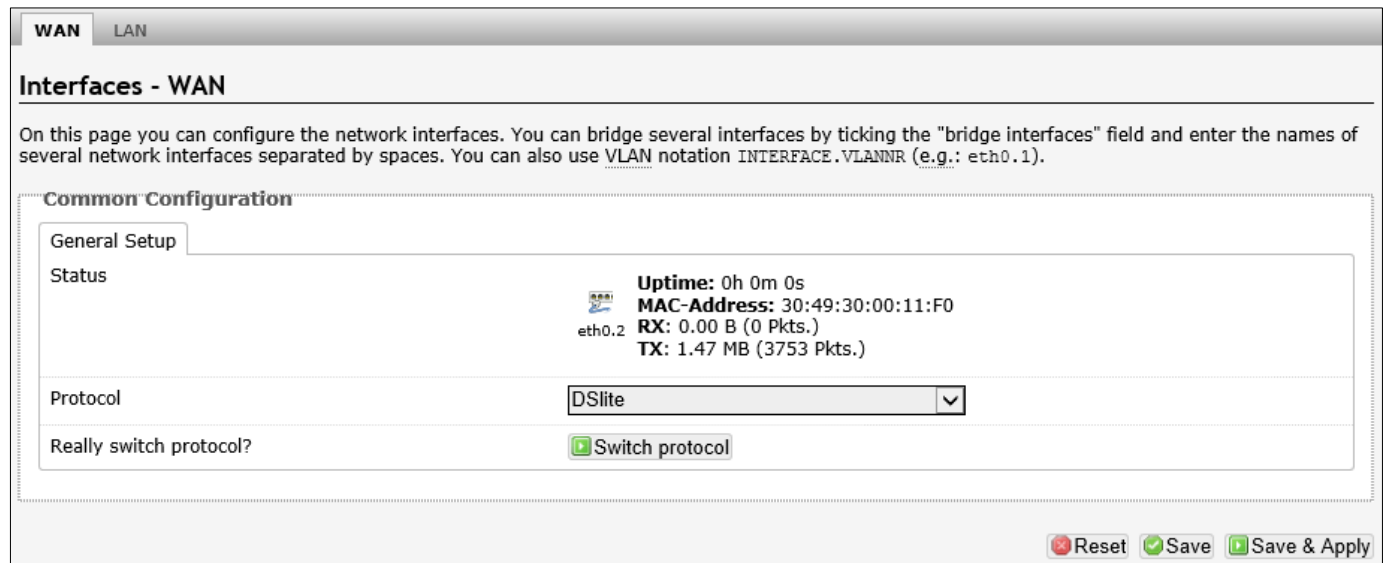 WAN LAN
Interfaces - WAN
On this page you can configure the network interfaces. You can bridge several interfaces by ticking the "bridge interfaces" field and enter the names of
several network interfaces separated by spaces. You can also use VLAN notation INTERFACE.VLANNR (e.g.: eth0.1).
Common Configuration
General Setup
Status
Uptime: 0h 0m 0s
MAC-Address: 30:49:30:00:11:F0
eth0.2 RX: 0.00 B (0 Pkts.)
TX: 1.47 MB (3753 Pkts.)
Protocol DSlite
Really switch protocol? Switch protocol
Reset Save Save & Apply